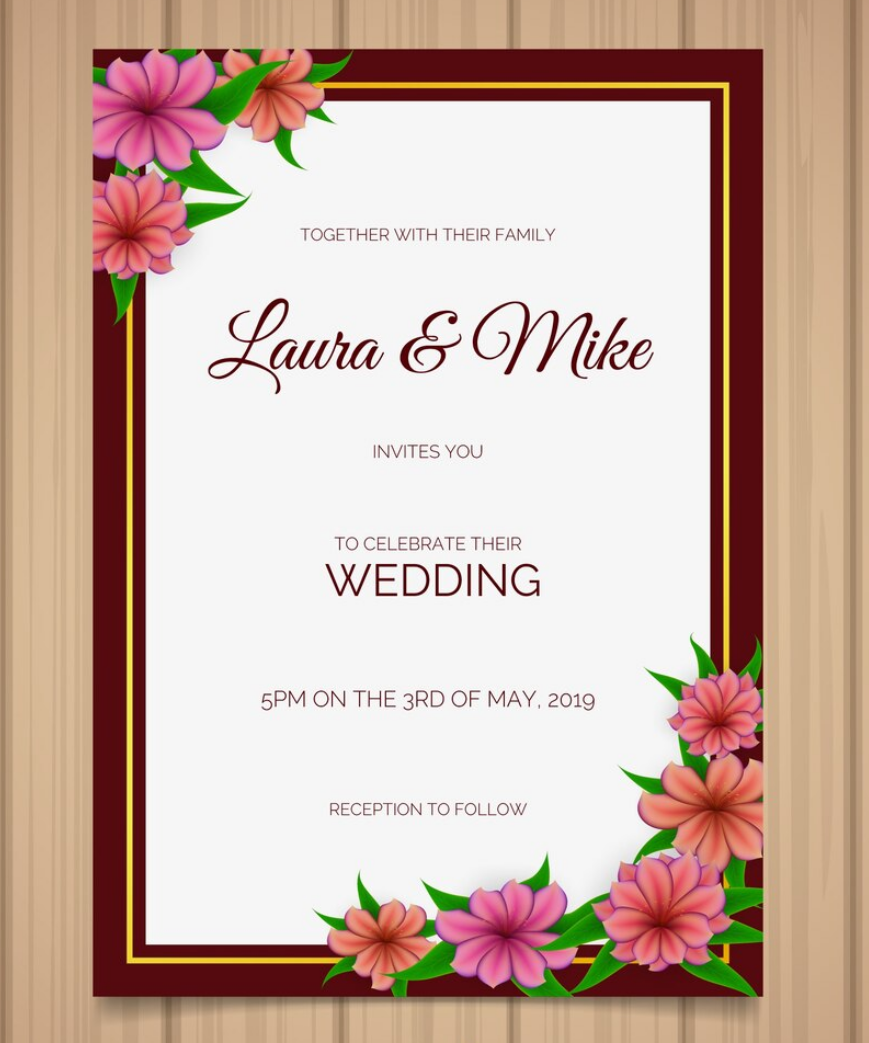 TOGETHER WITH THEIR FAMILY
Laura & Mike
INVITES YOU
TO CELEBRATE THEIR
WEDDING
5PM ON THE 3RD OF MAY, 2019
RECEPTION TO FOLLOW